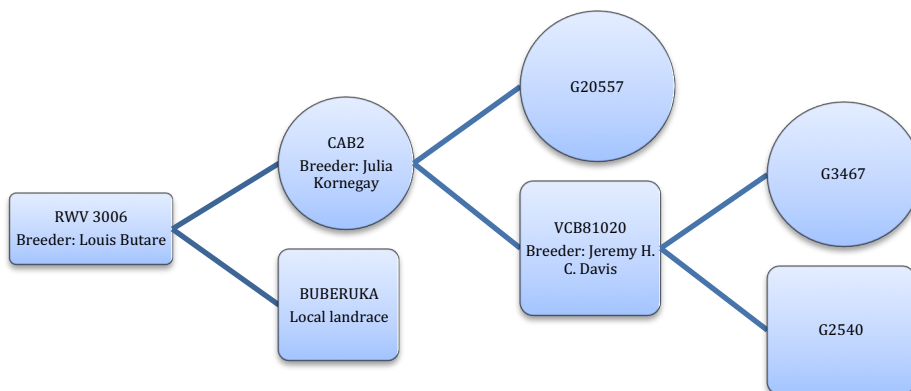 RWV 3006
Breeder: Louis Butare
CAB2
Breeder: Julia
Kornegay
BUBERUKA
Local landrace
G20557
VCB81020
Breeder: Jeremy H.
C. Davis
G3467
G2540